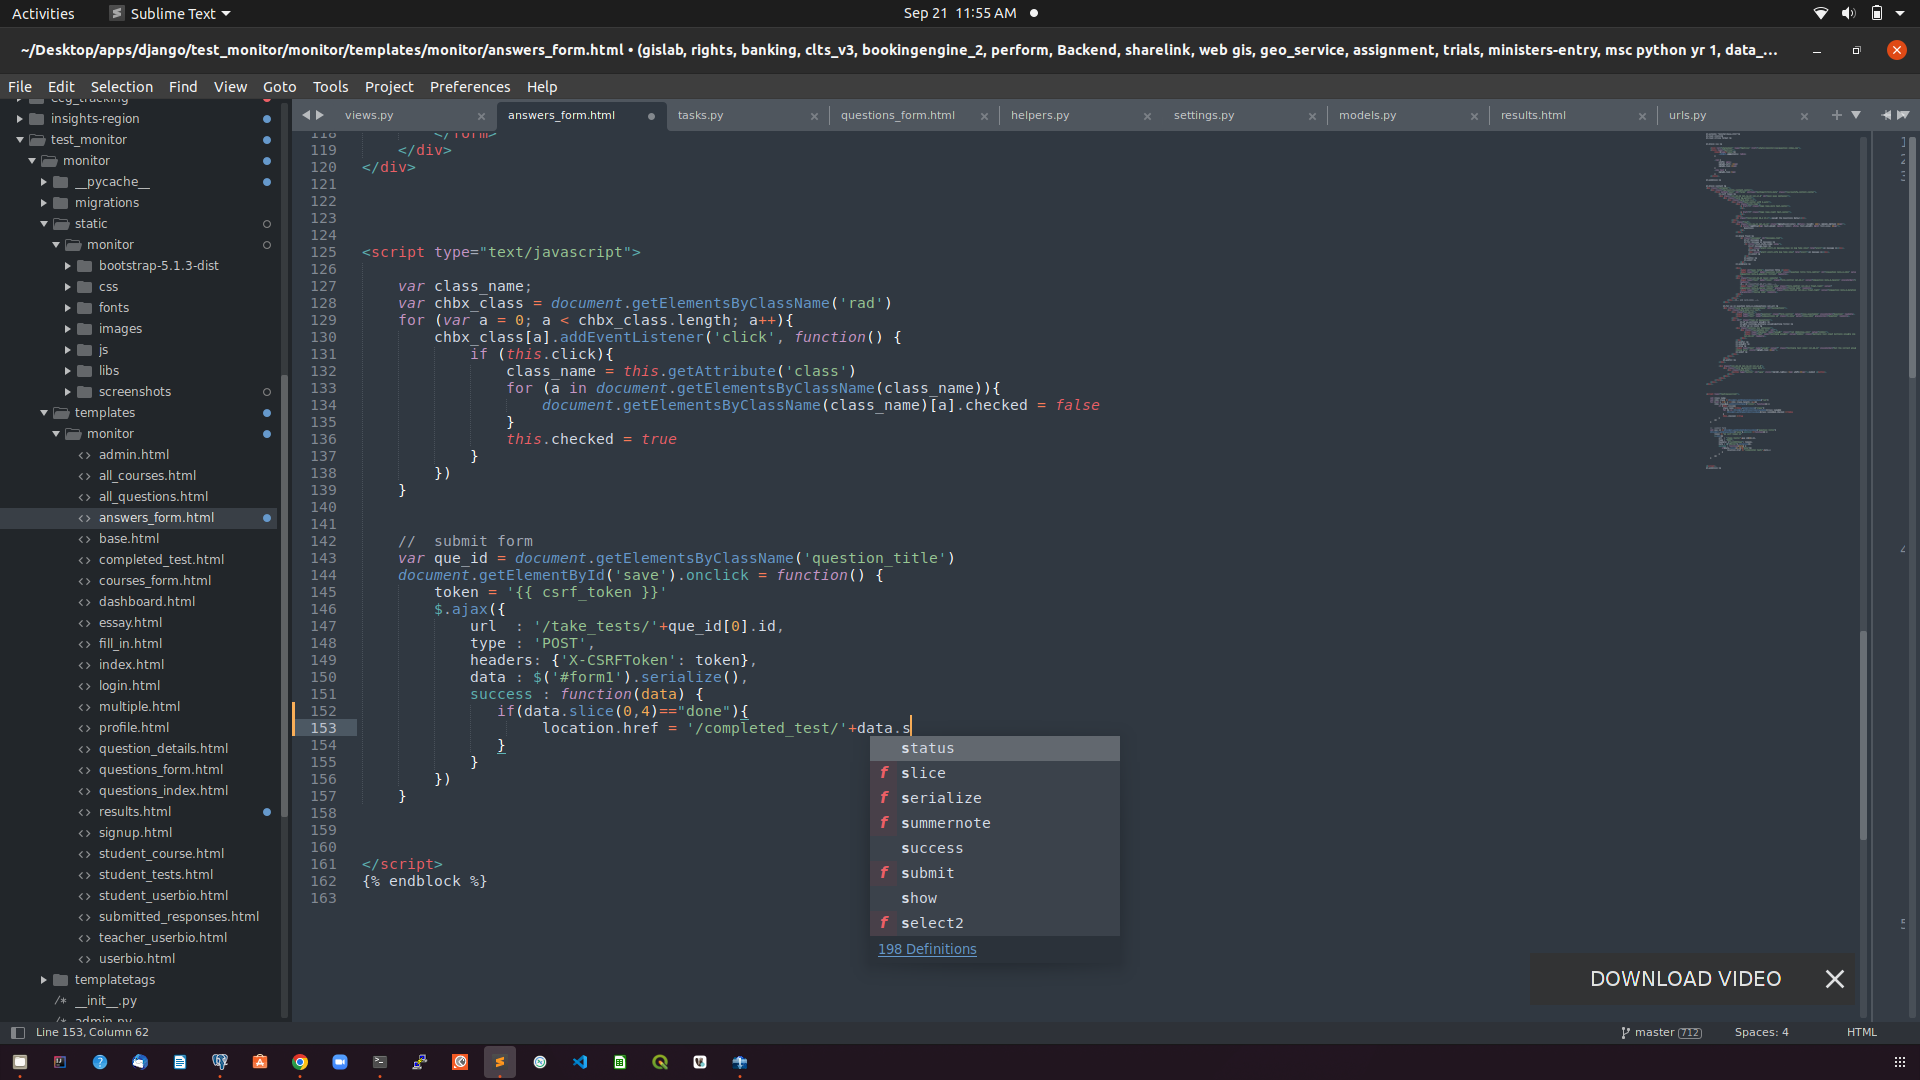 Activities
Sublime Text
Sep 21 11:55 AM
~/Desktop/apps/django/test_monitor/monitor/templates/monitor/answers_form.html • (gislab, rights, banking, clts_v3, bookingengine_2, perform, Backend, sharelink, web gis, geo_service, assignment, trials, ministers-entry, msc python yr 1, data_...
File Edit Selection Find View Goto Tools Project Preferences Help
insights-region
test_monitor
monitor
__pycache__
migrations
static
monitor
bootstrap-5.1.3-dist
css
fonts
images
js
libs
screenshots
templates
monitor
admin.html
all_courses.html
all_questions.html
answers_form.html
base.html
completed_test.html
courses_form.html
dashboard.html
essay.html
fill_in.html
index.html
login.html
multiple.html
profile.html
question_details.html
questions_form.html
questions_index.html
results.html
signup.html
student_course.html
student_tests.html
student_userbio.html
submitted_responses.html
teacher_userbio.html
userbio.html
templatetags
/* __init__.py
/* admin.py
views.py answers_form.html tasks.py questions_form.html helpers.py settings.py models.py results.html urls.py
118 </form>
119 </div>
120 </div>
121
122
123
124
125 <script type="text/javascript">
126
127 var class_name;
128 var chbx_class = document.getElementsByClassName('rad')
129 for (var a = 0; a < chbx_class.length; a++){
130 chbx_class[a].addEventListener('click', function() {
131 if (this.click){
132 class_name = this.getAttribute('class')
133 for (a in document.getElementsByClassName(class_name)){
134 document.getElementsByClassName(class_name)[a].checked = false
135 }
136 this.checked = true
137 }
138 })
139 }
140
141
142 // submit form
143 var que_id = document.getElementsByClassName('question_title')
144 document.getElementById('save').onclick = function() {
145 token = '{{ csrf_token }}'
146 $.ajax({
147 url : '/take_tests/'+que_id[0].id,
148 type : 'POST',
149 headers: {'X-CSRFToken': token},
150 data : $('#form1').serialize(),
151 success : function(data) {
152 if(data.slice(0,4)=="done"){
153 location.href = '/completed_test/'+data.s
154 }
155 }
156 })
157 }
158
159
160
161 </script>
162 {% endblock %}
163
status
f slice
f serialize
f summernote
success
f submit
show
f select2
198 Definitions
DOWNLOAD VIDEO
Line 153, Column 62
master 712
Spaces: 4
HTML